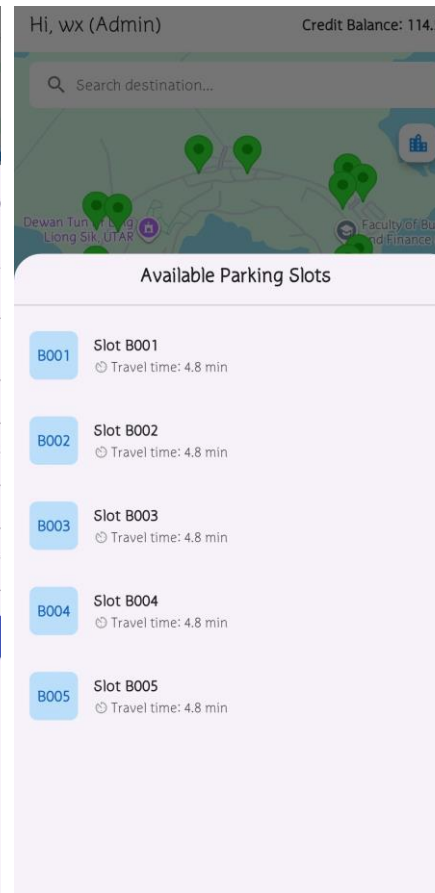 Hi, wx (Admin)
Credit Balance: 114.
Search destination...
Dewan Tun
Liong Sik, UTAR
Faculty of Bu
nd Finance
Available Parking Slots
B001
Slot B001
Travel time: 4.8 min
B002
Slot B002
Travel time: 4.8 min
B003
Slot B003
Travel time: 4.8 min
B004
Slot B004
Travel time: 4.8 min
B005
Slot B005
Travel time: 4.8 min